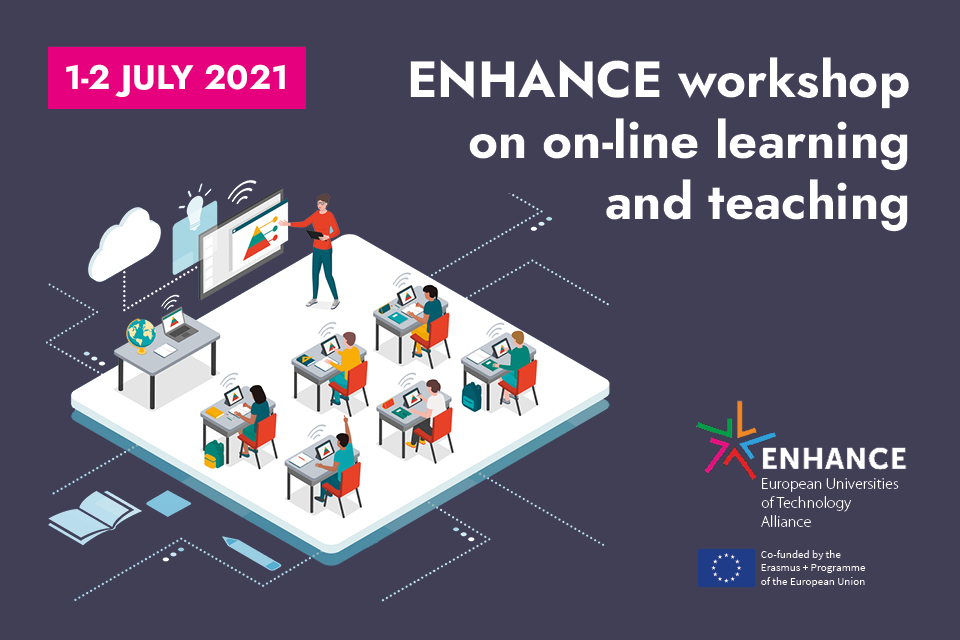 1-2 JULY 2021
ENHANCE workshop
on on-line learning
and teaching
ENHANCE
European Universities
of Technology
Alliance
Co-funded by the
Erasmus + Programme
of the European Union